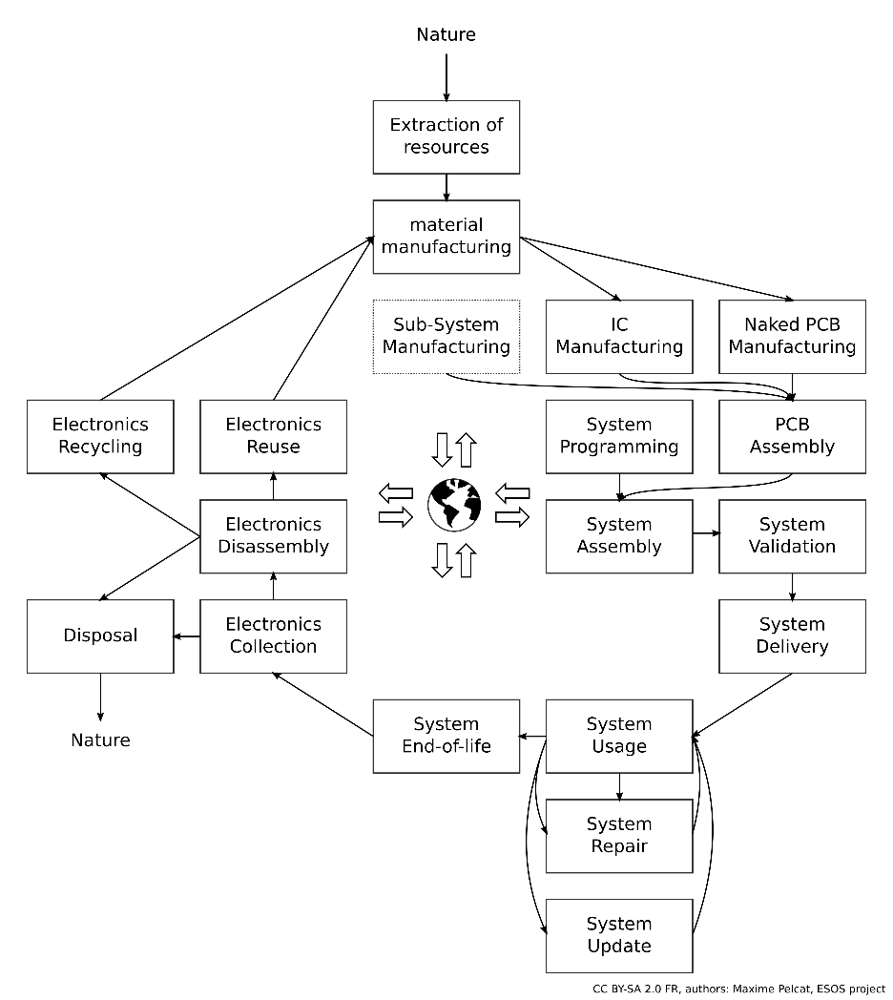 Nature
Extraction of
resources
material
manufacturing
Sub-System
Manufacturing
IC
Manufacturing
Naked PCB
Manufacturing
Electronics
Recycling
Electronics
Reuse
System
Programming
PCB
Assembly
Electronics
Disassembly
System
Assembly
System
Validation
Disposal
Electronics
Collection
System
Delivery
Nature
System
End-of-life
System
Usage
System
Repair
System
Update
CC BY-SA 2.0 FR, authors: Maxime Pelcat, ESOS project